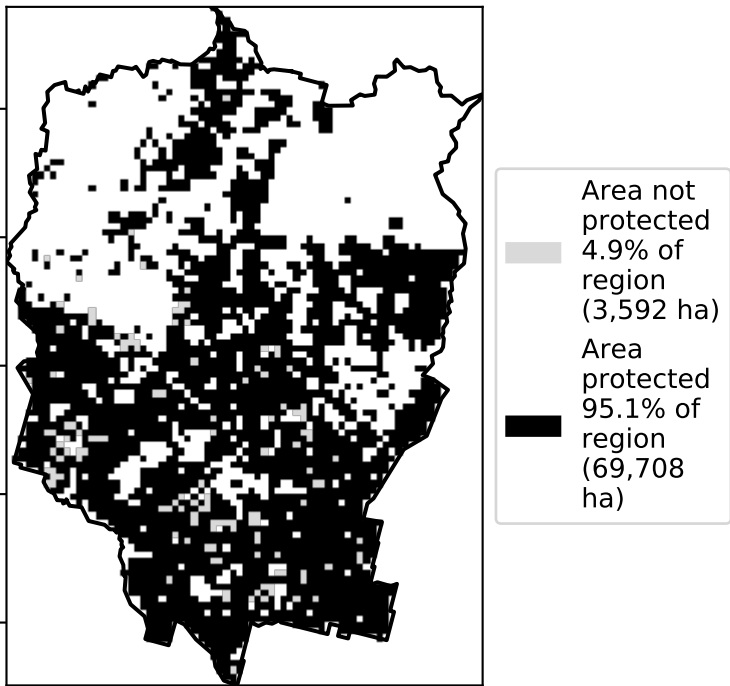 Area not
protected
4.9% of
region
(3,592 ha)
Area
protected
95.1% of
region
(69,708
ha)